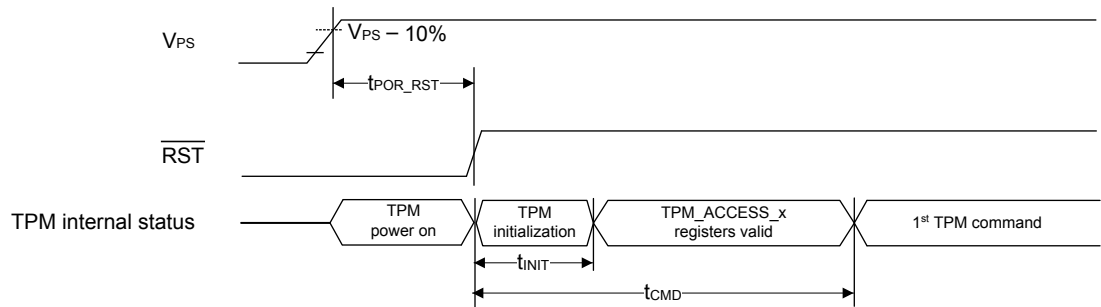 VPS
VPS – 10%
tPOR_RST
RST
TPM internal status
TPM
power on
TPM
initialization
TPM_ACCESS_x
registers valid
1st TPM command
tINIT
tCMD